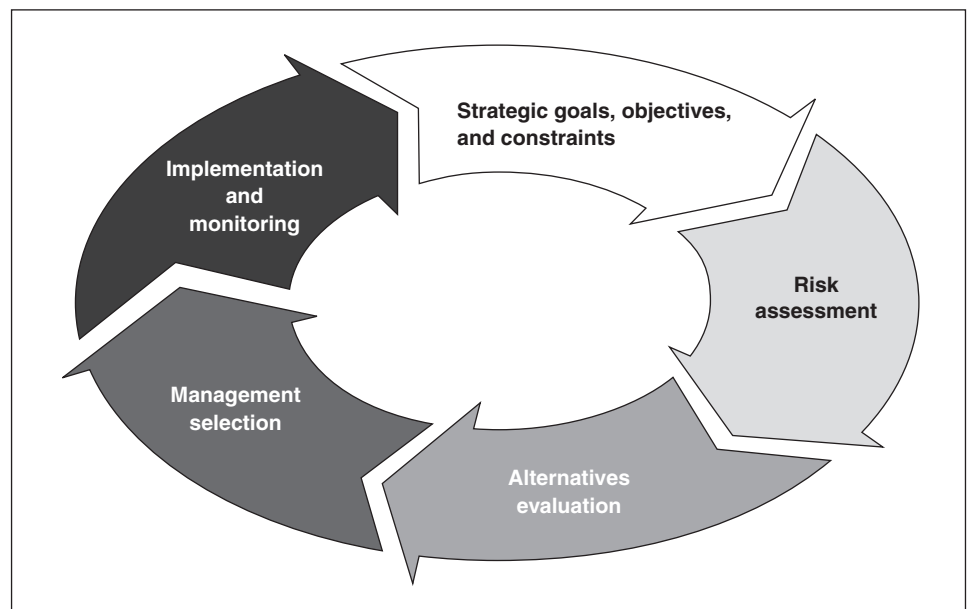 Strategic goals, objectives,
and constraints
Risk
assessment
Alternatives
evaluation
Management
selection
Implementation
and
monitoring